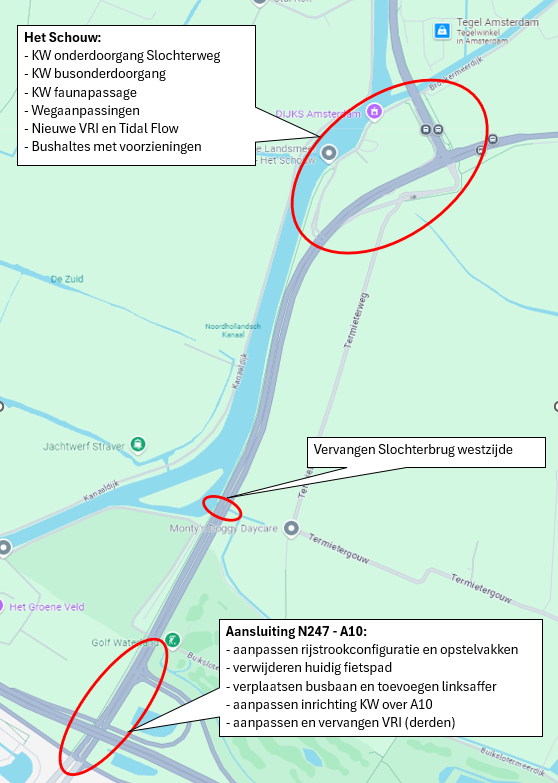 Tegel Amsterdam
Tegelwinkel
in Amsterdam
Het Schouw:
- KW onderdoorgang Slochterweg
- KW busonderdoorgang
- KW faunapassage
- Wegaanpassingen
- Nieuwe VRI en Tidal Flow
- Bushaltes met voorzieningen
Broekermeerdijk
DIJKS Amsterdam
e Landsmee
Het Schouw
De Zuid
Noordhollandsch
Kanaal
Termieterweg
Kanaaldijk
Jachtwerf Straver
Vervangen Slochterbrug westzijde
Kanaaldijk
Monty's Doggy Daycare
Termietergouw
Termietergouw
Het Groene Veld
Golf Waterland
Aansluiting N247 - A10:
- aanpassen rijstrookconfiguratie en opstelvakken
- verwijderen huidig fietspad
- verplaatsen busbaan en toevoegen linksaffer
- aanpassen inrichting KW over A10
- aanpassen en vervangen VRI (derden)
Buikslotermeerdijk